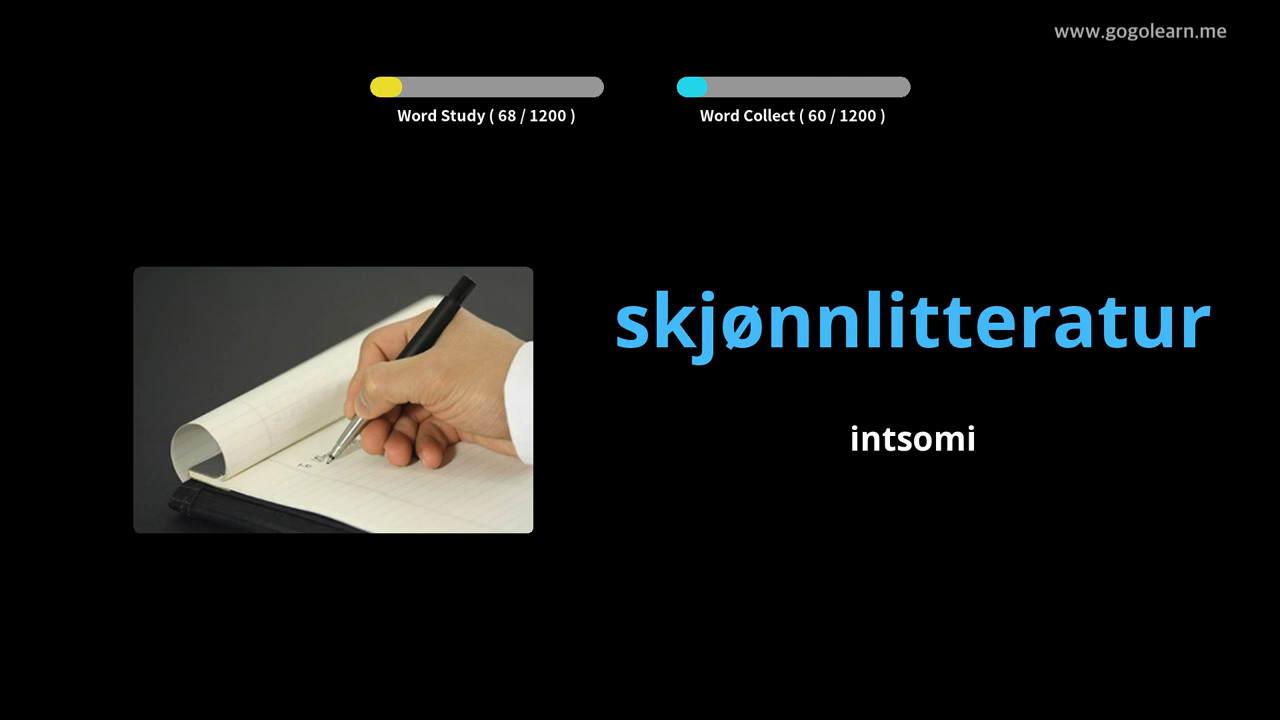 www.gogolearn.me
Word Study ( 68 / 1200 )
Word Collect ( 60 / 1200 )
skjønnlitteratur
intsomi